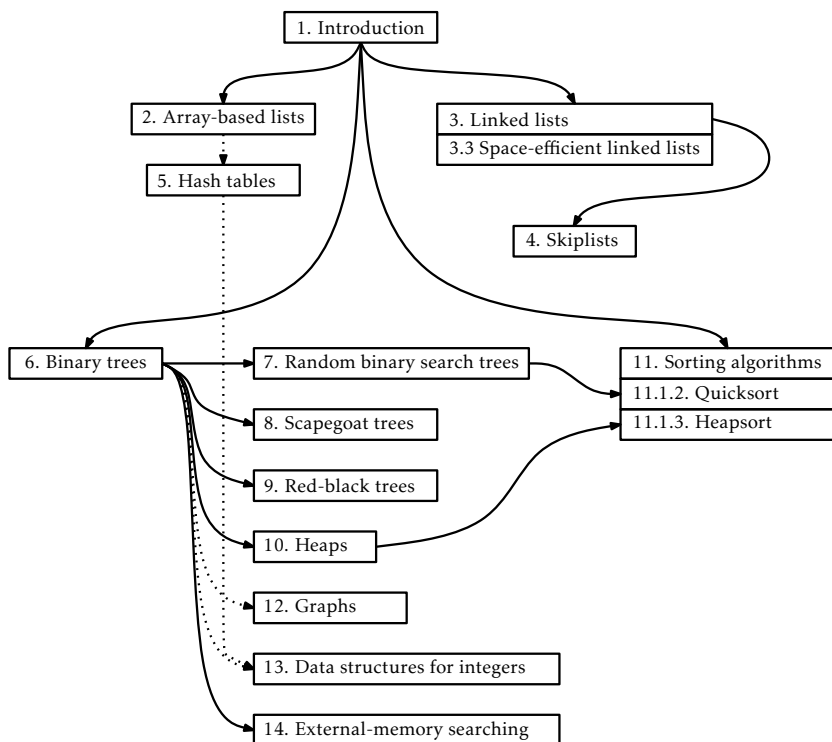 1. Introduction
2. Array-based lists
3. Linked lists
3.3 Space-efficient linked lists
5. Hash tables
4. Skiplists
6. Binary trees
7. Random binary search trees
11. Sorting algorithms
11.1.2. Quicksort
8. Scapegoat trees
11.1.3. Heapsort
9. Red-black trees
10. Heaps
12. Graphs
13. Data structures for integers
14. External-memory searching